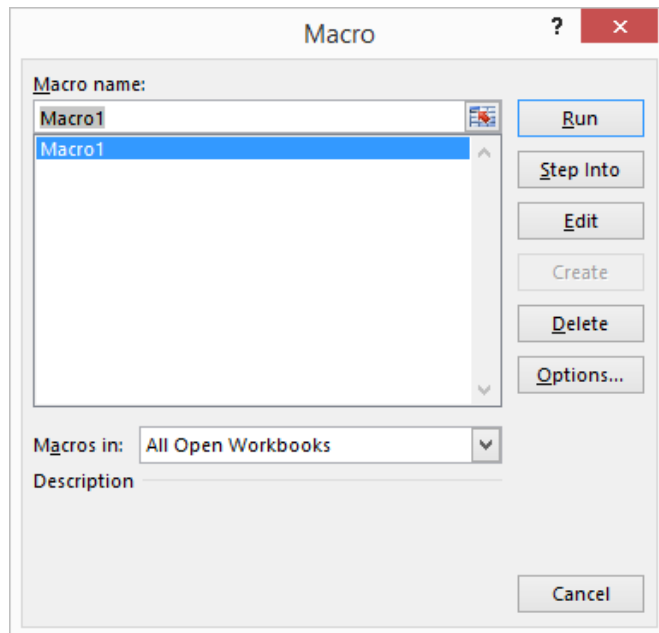 Macro
?
×
Macro name:
Macro1
Macro1
Run
Step Into
Edit
Create
Delete
Options...
Macros in: All Open Workbooks
Description
Cancel